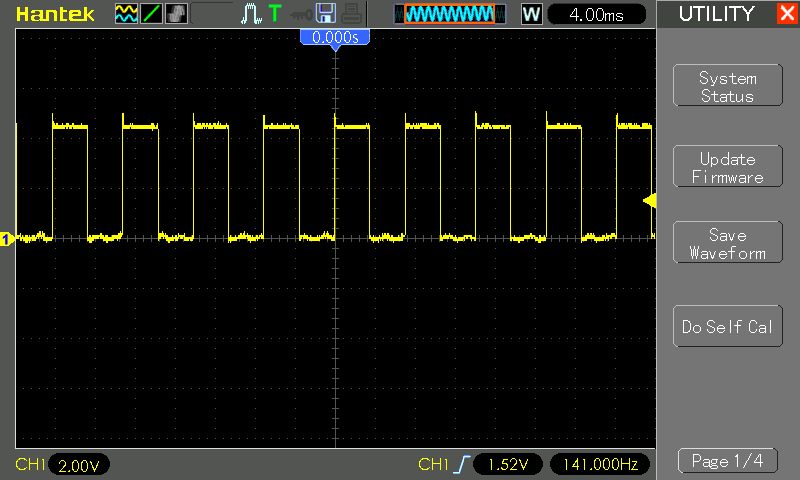 Hantek
T
W
4.00ms
UTILITY
0.000s
System
Status
Update
Firmware
Save
Waveform
Do Self Cal
1
CH1 2.00V
CH1 1.52V 141.000Hz
Page 1/4